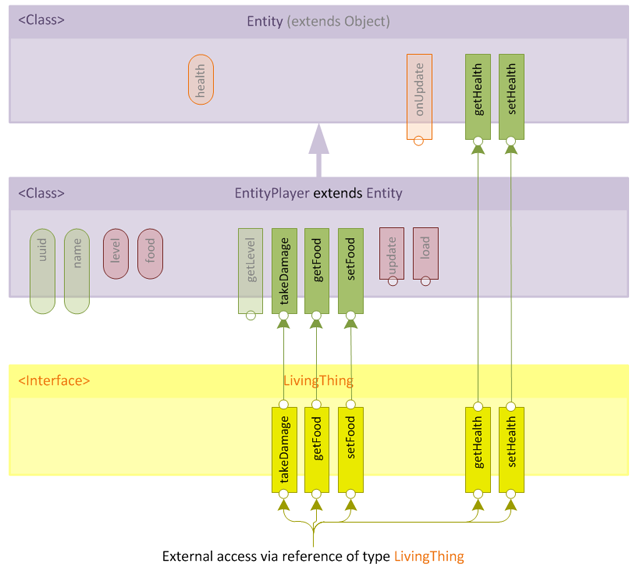 <Class> Entity (extends Object)
health
onUpdate
getHealth
setHealth
<Class> EntityPlayer extends Entity
uuid
name
level
food
getLevel
takeDamage
getFood
setFood
update
load
<Interface> LivingThing
takeDamage
getFood
setFood
getHealth
setHealth
External access via reference of type LivingThing